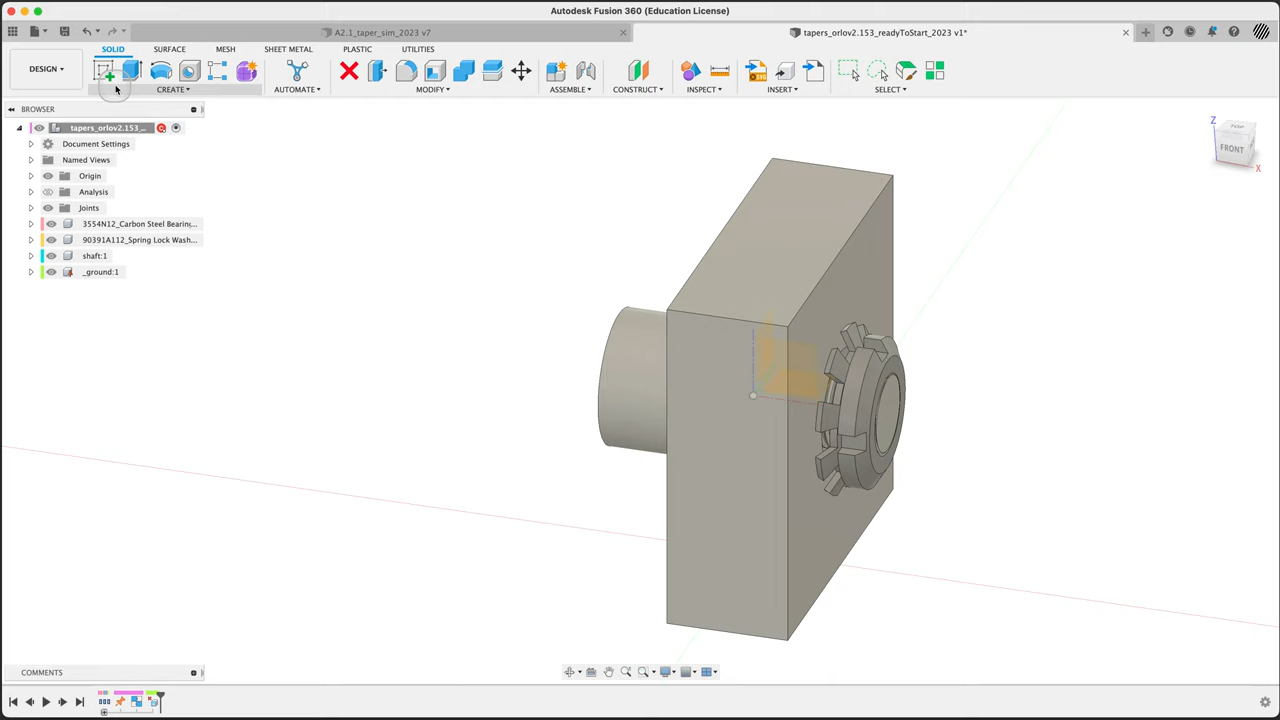 Autodesk Fusion 360 (Education License)
A2.1_taper_sim_2023 v7
tapers_orlov2.153_readyToStart_2023 v1*
SOLID SURFACE MESH SHEET METAL PLASTIC UTILITIES
DESIGN
CREATE AUTOMATE MODIFY ASSEMBLE CONSTRUCT INSPECT INSERT SELECT
BROWSER
tapers_orlov2.153_...
Document Settings
Named Views
Origin
Analysis
Joints
3554N12_Carbon Steel Bearing...
90391A112_Spring Lock Wash...
shaft:1
_ground:1
Z
FRONT
X
COMMENTS